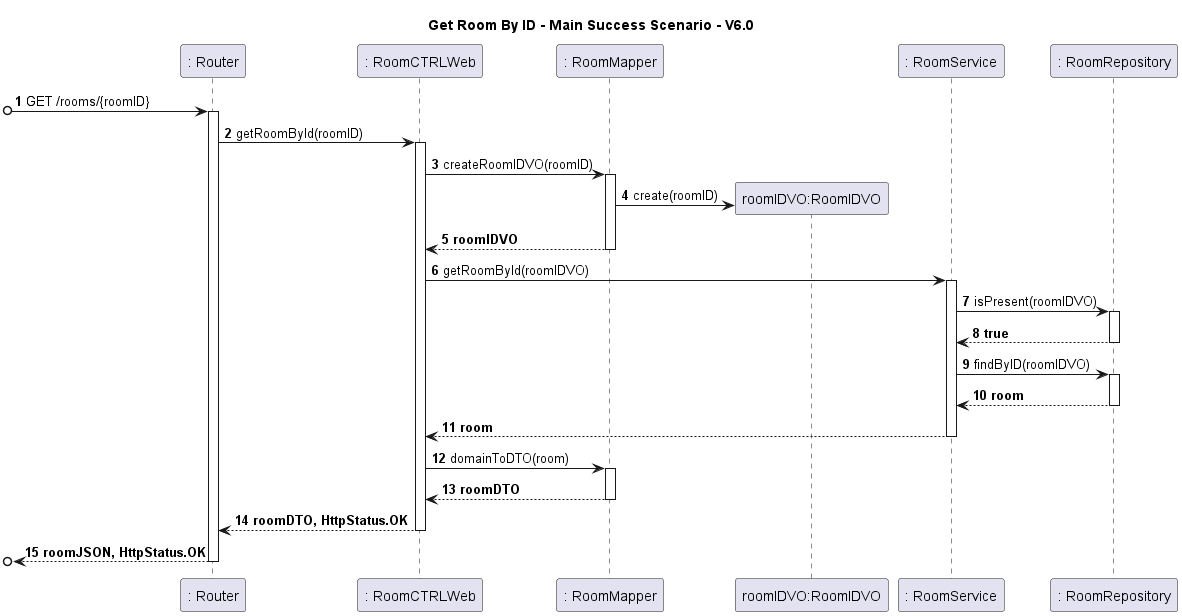 Get Room By ID - Main Success Scenario - V6.0
: Router
: RoomCTRLWeb
: RoomMapper
: RoomService
: RoomRepository
1 GET /rooms/{roomID}
2 getRoomById(roomID)
3 createRoomIDVO(roomID)
4 create(roomID)
roomIDVO:RoomIDVO
5 roomIDVO
6 getRoomById(roomIDVO)
7 isPresent(roomIDVO)
8 true
9 findByID(roomIDVO)
10 room
11 room
12 domainToDTO(room)
13 roomDTO
14 roomDTO, HttpStatus.OK
15 roomJSON, HttpStatus.OK
: Router
: RoomCTRLWeb
: RoomMapper
roomIDVO:RoomIDVO
: RoomService
: RoomRepository